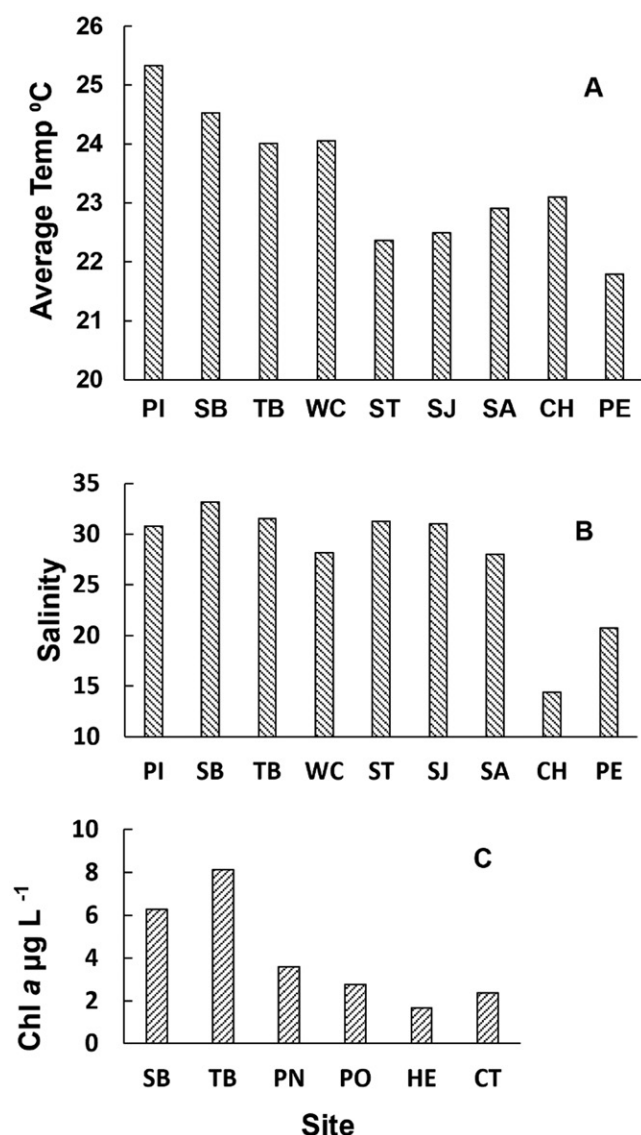 26
25
24
23
22
21
20
Average Temp ºC
A
PI SB TB WC ST SJ SA CH PE
35
30
25
20
15
10
Salinity
B
PI SB TB WC ST SJ SA CH PE
10
8
6
4
2
0
Chl a µg L -1
C
SB TB PN PO HE CT
Site